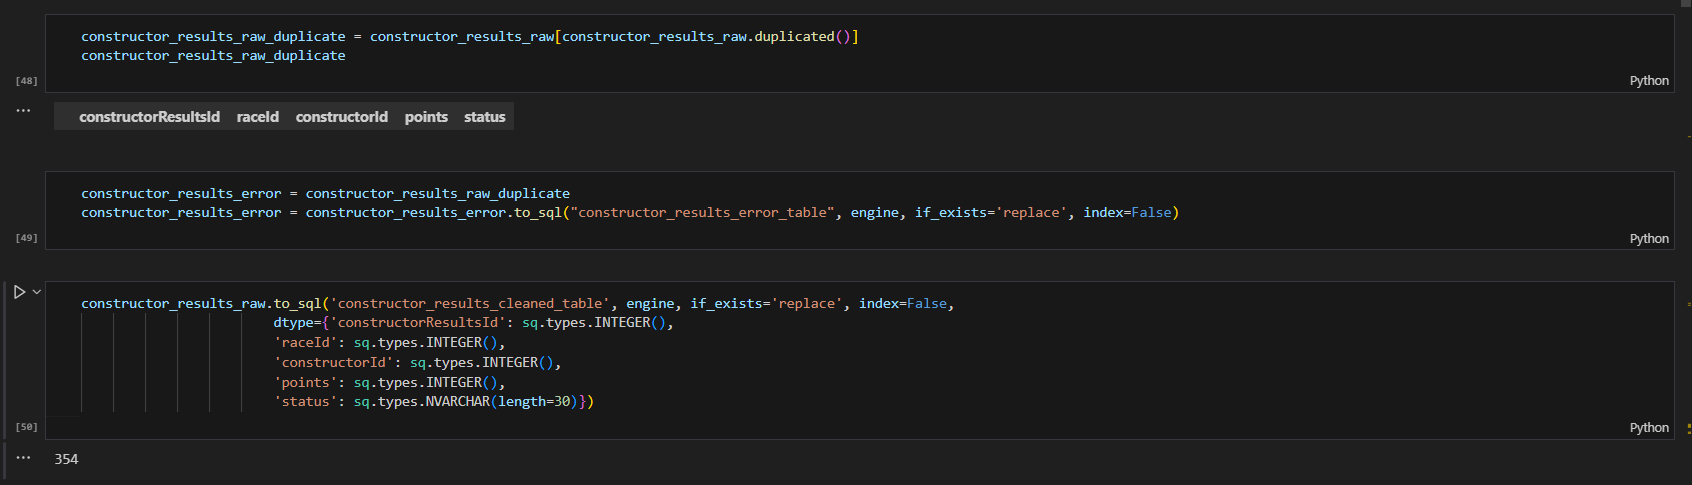 constructor_results_raw_duplicate = constructor_results_raw[constructor_results_raw.duplicated()]
constructor_results_raw_duplicate
[48]
Python
...
constructorResultsId raceId constructorId points status
constructor_results_error = constructor_results_raw_duplicate
constructor_results_error = constructor_results_error.to_sql("constructor_results_error_table", engine, if_exists='replace', index=False)
[49]
Python
constructor_results_raw.to_sql('constructor_results_cleaned_table', engine, if_exists='replace', index=False,
dtype={'constructorResultsId': sq.types.INTEGER(),
'raceId': sq.types.INTEGER(),
'constructorId': sq.types.INTEGER(),
'points': sq.types.INTEGER(),
'status': sq.types.NVARCHAR(length=30)})
[50]
Python
...
354